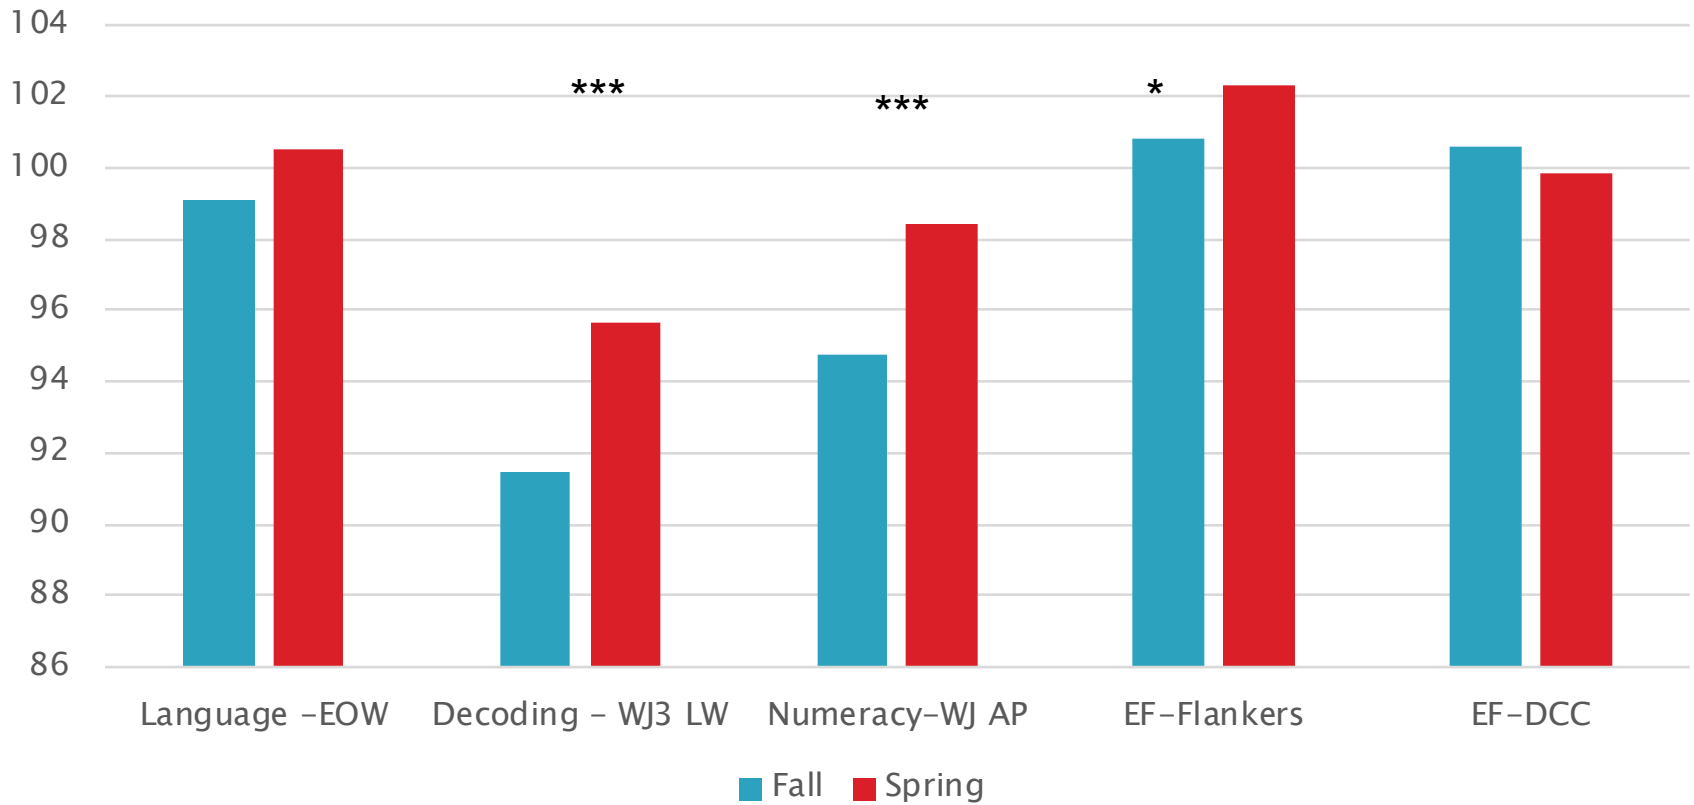 104
102
100
98
96
94
92
90
88
86
***
***
*
Language -EOW
Decoding - WJ3 LW
Numeracy-WJ AP
EF-Flankers
EF-DCC
Fall
Spring